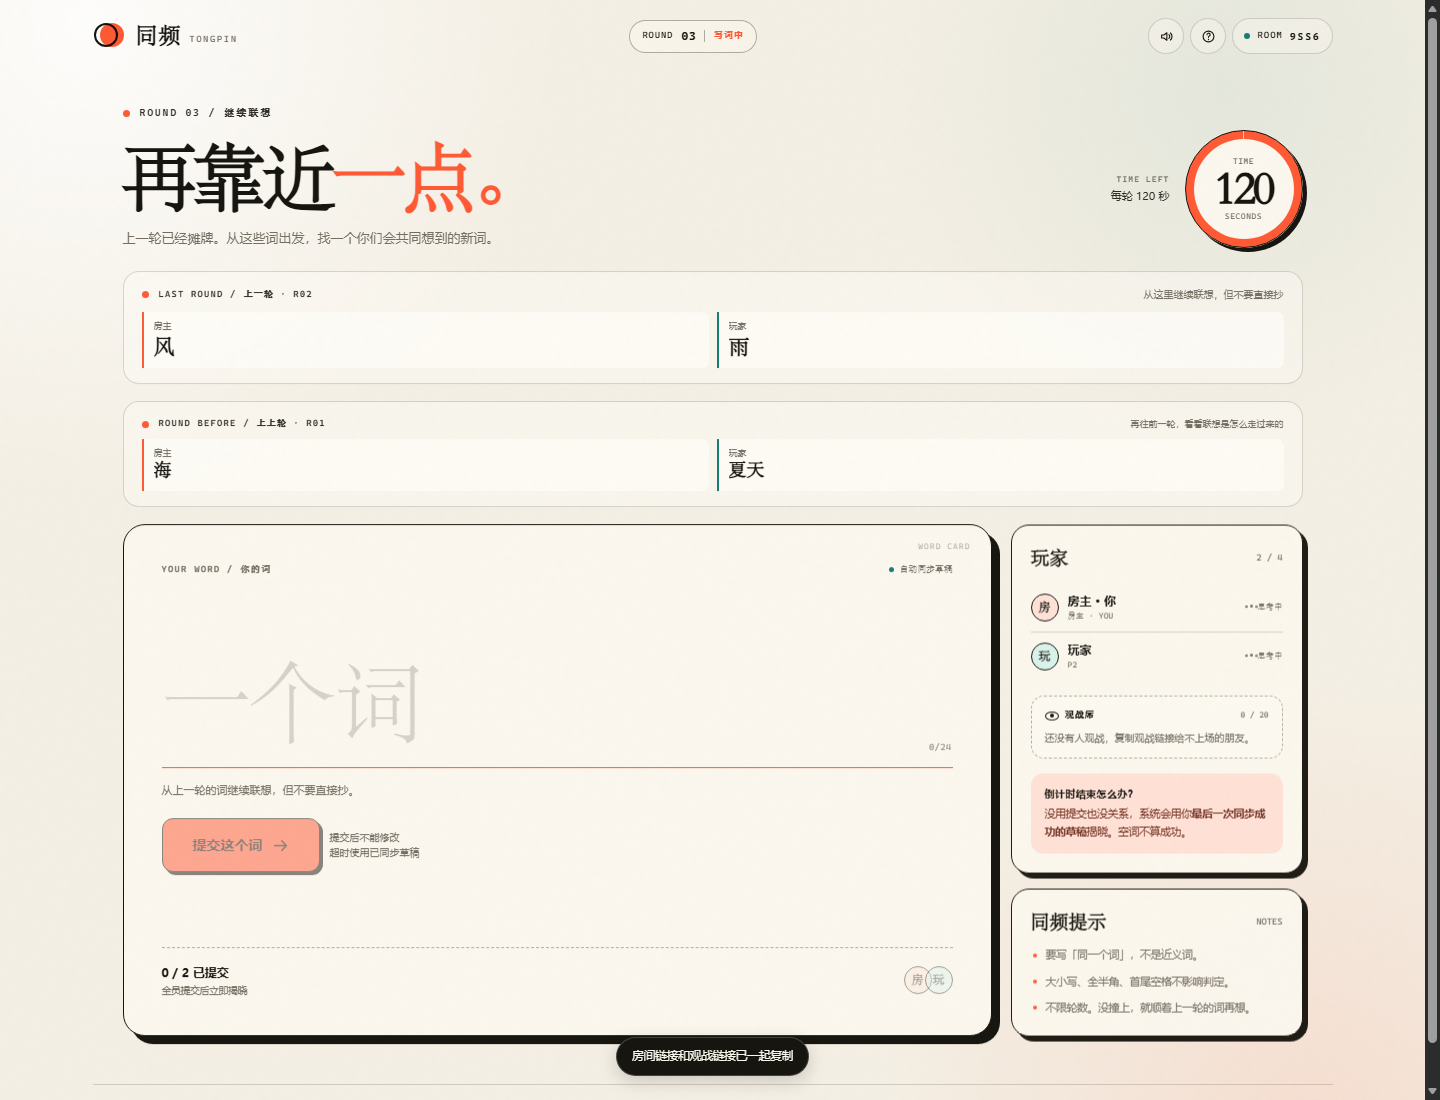 同频 TONGPIN
ROUND 03 | 写词中
ROOM 9SS6
ROUND 03 / 继续联想
再靠近一点。
上一轮已经摊牌。从这些词出发，找一个你们会共同想到的新词。
TIME LEFT
每轮 120 秒
TIME
120
SECONDS
LAST ROUND / 上一轮 · R02
从这里继续联想，但不要直接抄
房主
风
玩家
雨
ROUND BEFORE / 上上轮 · R01
再往前一轮，看看联想是怎么走过来的
房主
海
玩家
夏天
WORD CARD
YOUR WORD / 你的词
自动同步草稿
一个词
0/24
从上一轮的词继续联想，但不要直接抄。
提交这个词 →
提交后不能修改
超时使用已同步草稿
0 / 2 已提交
全员提交后立即揭晓
房 玩
玩家
2 / 4
房
房主・你
房主 · YOU
•••思考中
玩
玩家
P2
•••思考中
观战席
0 / 20
还没有人观战，复制观战链接给不上场的朋友。
倒计时结束怎么办?
没用提交也没关系，系统会用你最后一次同步成
功的草稿揭晓。空词不算成功。
同频提示
NOTES
要写「同一个词」，不是近义词。
大小写、全半角、首尾空格不影响判定。
不限轮数。没撞上，就顺着上一轮的词再想。
房间链接和观战链接已一起复制